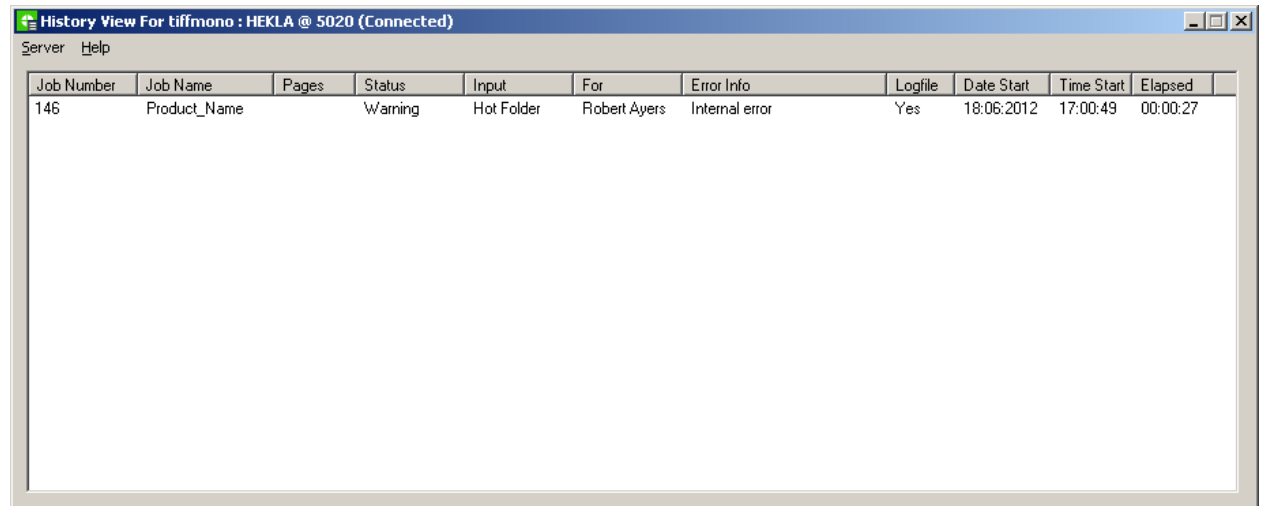 History View For tiffmono : HEKLA @ 5020 (Connected)
Server Help
Job Number Job Name Pages Status Input For Error Info Logfile Date Start Time Start Elapsed
146 Product_Name Warning Hot Folder Robert Ayers Internal error Yes 18:06:2012 17:00:49 00:00:27